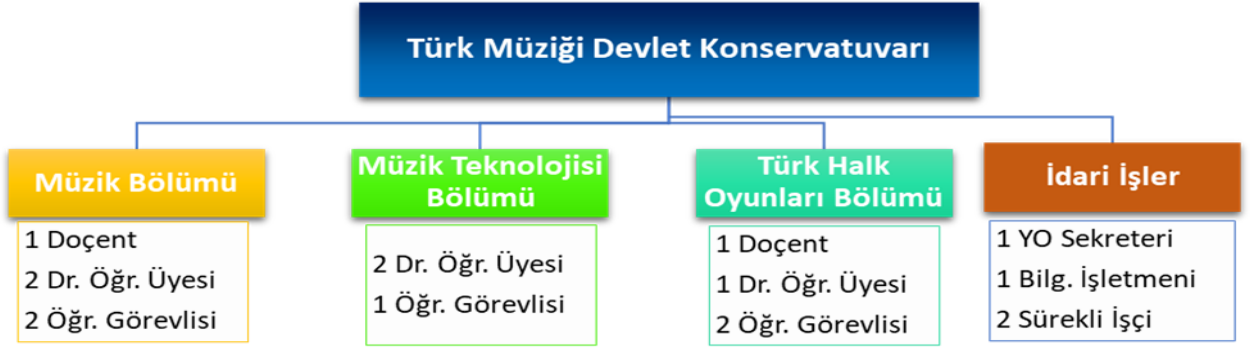 Türk Müziği Devlet Konservatuvarı
Müzik Bölümü
1 Doçent
2 Dr. Öğr. Üyesi
2 Öğr. Görevlisi
Müzik Teknolojisi
Bölümü
2 Dr. Öğr. Üyesi
1 Öğr. Görevlisi
Türk Halk
Oyunları Bölümü
1 Doçent
1 Dr. Öğr. Üyesi
2 Öğr. Görevlisi
İdari İşler
1 YO Sekreteri
1 Bilg. İşletmeni
2 Sürekli İşçi